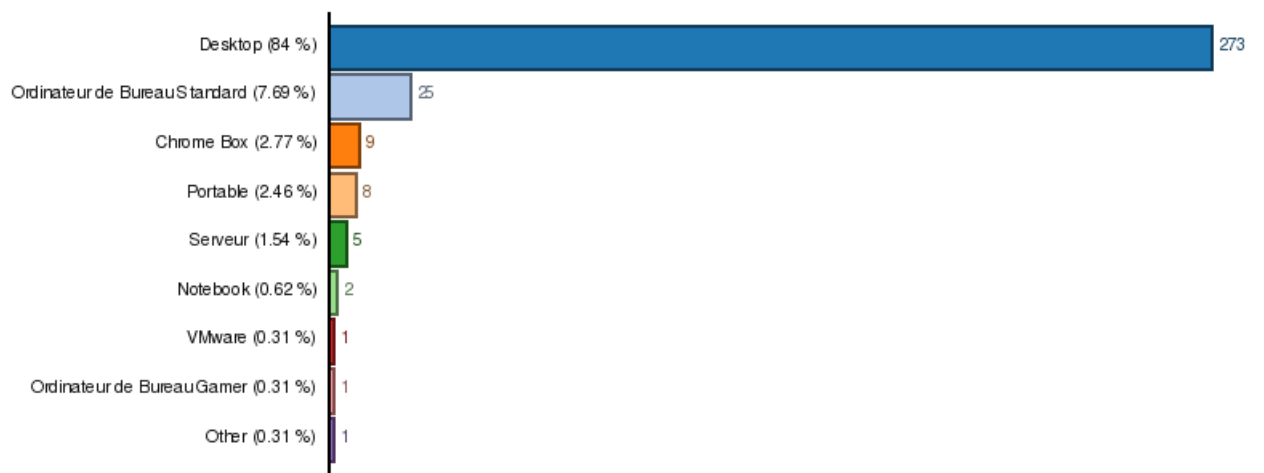 Desktop (84 %) 273
Ordinateur de Bureau Standard (7.69 %) 25
Chrome Box (2.77 %) 9
Portable (2.46 %) 8
Serveur (1.54 %) 5
Notebook (0.62 %) 2
VMware (0.31 %) 1
Ordinateur de Bureau Gamer (0.31 %) 1
Other (0.31 %) 1